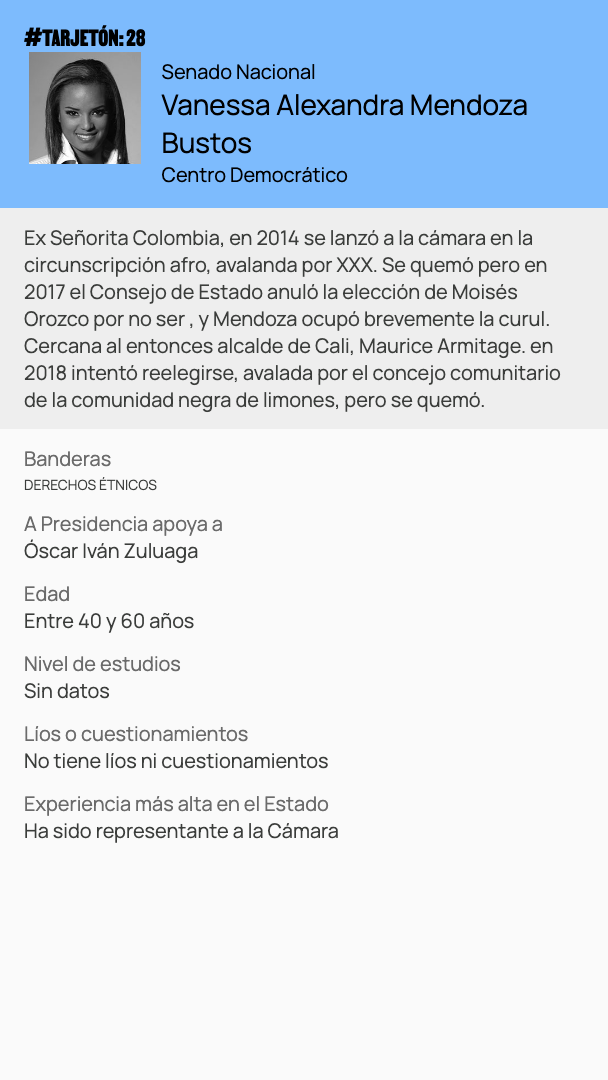 #TARJETÓN: 28
Senado Nacional
Vanessa Alexandra Mendoza
Bustos
Centro Democrático
Ex Señorita Colombia, en 2014 se lanzó a la cámara en la
circunscripción afro, avalanda por XXX. Se quemó pero en
2017 el Consejo de Estado anuló la elección de Moisés
Orozco por no ser , y Mendoza ocupó brevemente la curul.
Cercana al entonces alcalde de Cali, Maurice Armitage. en
2018 intentó reelegirse, avalada por el concejo comunitario
de la comunidad negra de limones, pero se quemó.
Banderas
DERECHOS ÉTNICOS
A Presidencia apoya a
Óscar Iván Zuluaga
Edad
Entre 40 y 60 años
Nivel de estudios
Sin datos
Líos o cuestionamientos
No tiene líos ni cuestionamientos
Experiencia más alta en el Estado
Ha sido representante a la Cámara